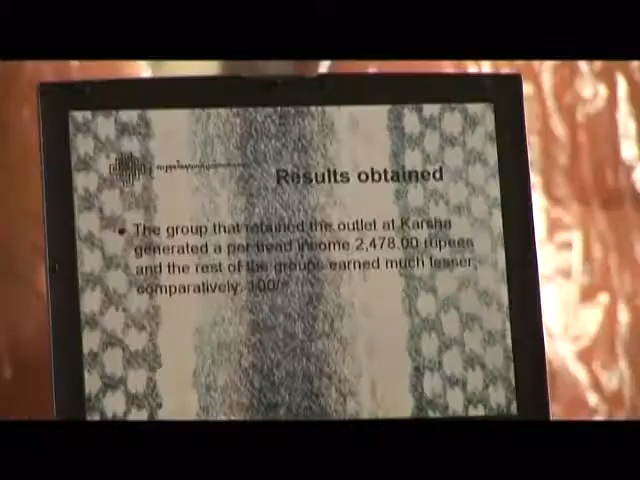 Results obtained
• The group that retained the outlet at Karsha
generated a per head income 2,478.00 rupees
and the rest of the groups earned much lesser,
comparatively. 100/=